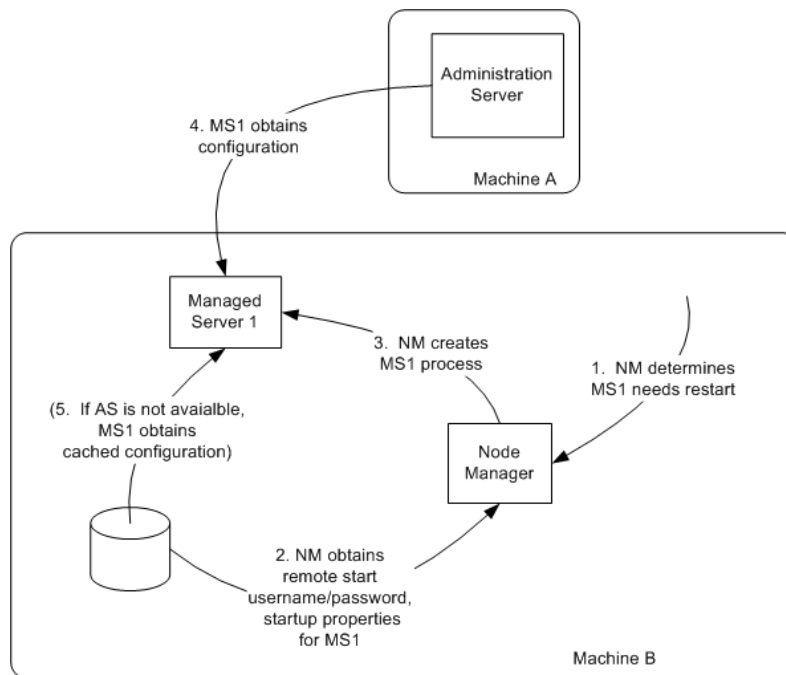 Administration
Server
Machine A
4. MS1 obtains
configuration
Managed
Server 1
3. NM creates
MS1 process
1. NM determines
MS1 needs restart
(5. If AS is not avaialble,
MS1 obtains
cached configuration)
Node
Manager
2. NM obtains
remote start
username/password,
startup properties
for MS1
Machine B